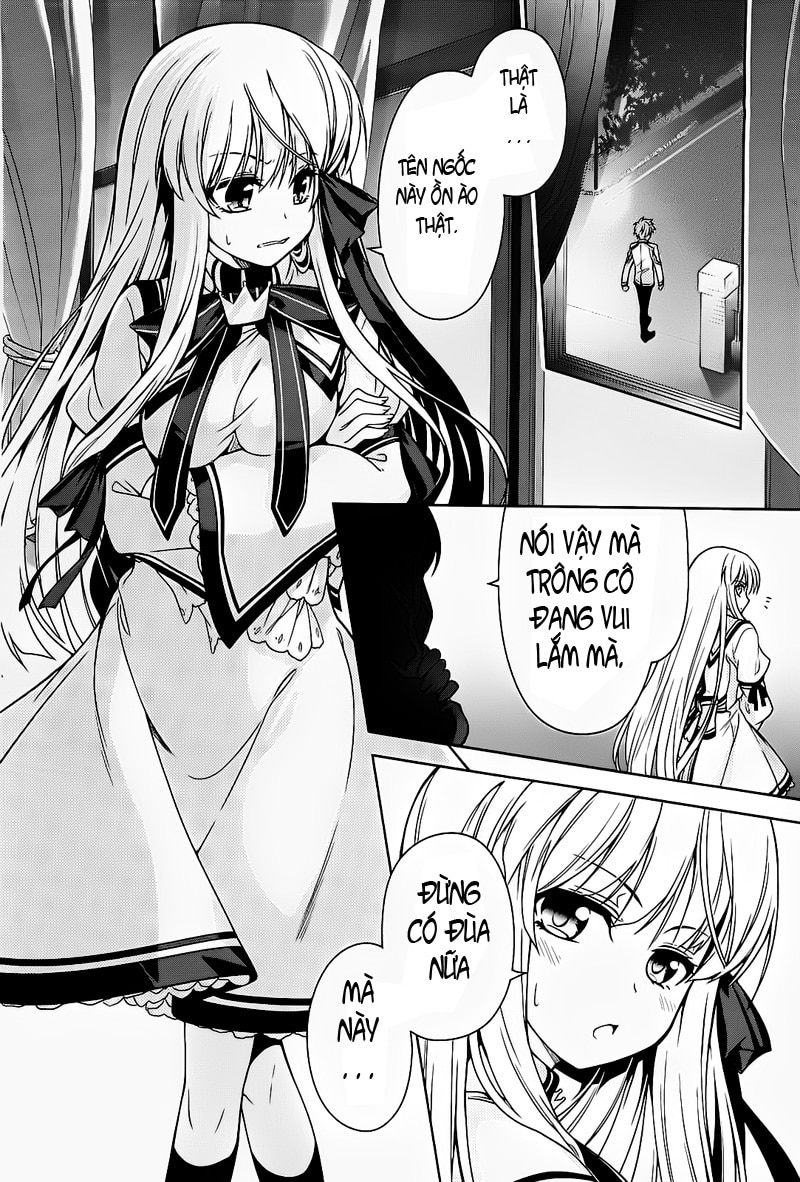 THẬT
LÀ
...
TÊN NGỐC
NÀY ỒN ÀO
THẬT.
NÓI VẬY MÀ
TRÔNG CÔ
ĐANG VUI
LẮM MÀ.
ĐỪNG
CÓ ĐÙA
NỮA
MÀ
NÀY
...